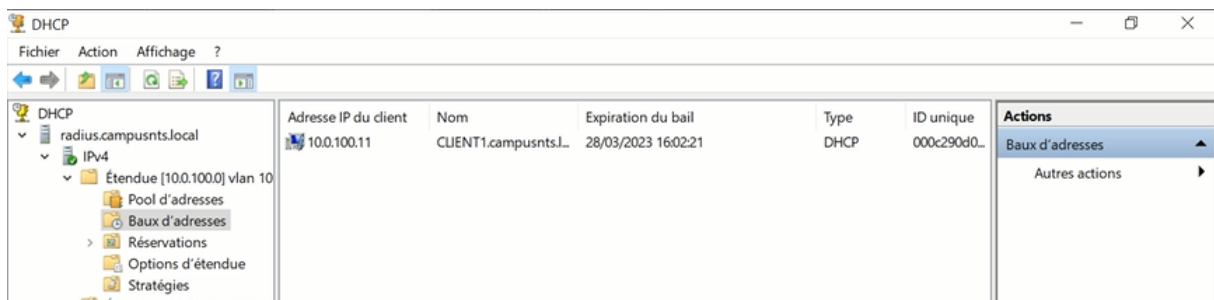 DHCP
Fichier Action Affichage ?
DHCP
radius.campusnts.local
IPv4
Étendue [10.0.100.0] vlan 10
Pool d'adresses
Baux d'adresses
Réservations
Options d'étendue
Stratégies
Adresse IP du client Nom Expiration du bail Type ID unique
10.0.100.11 CLIENT1.campusnts.l... 28/03/2023 16:02:21 DHCP 000c290d0...
Actions
Baux d'adresses
Autres actions